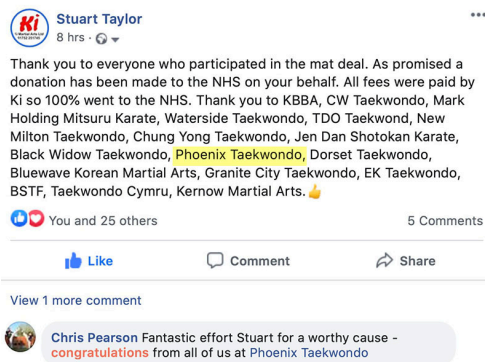 Stuart Taylor
8 hrs ·
Ki
Thank you to everyone who participated in the mat deal. As promised a
donation has been made to the NHS on your behalf. All fees were paid by
Ki so 100% went to the NHS. Thank you to KBBA, CW Taekwondo, Mark
Holding Mitsuru Karate, Waterside Taekwondo, TDO Taekwond, New
Milton Taekwondo, Chung Yong Taekwondo, Jen Dan Shotokan Karate,
Black Widow Taekwondo, Phoenix Taekwondo, Dorset Taekwondo,
Bluewave Korean Martial Arts, Granite City Taekwondo, EK Taekwondo,
BSTF, Taekwondo Cymru, Kernow Martial Arts.👍
You and 25 others
5 Comments
Like
Comment
Share
View 1 more comment
Chris Pearson Fantastic effort Stuart for a worthy cause -
congratulations from all of us at Phoenix Taekwondo